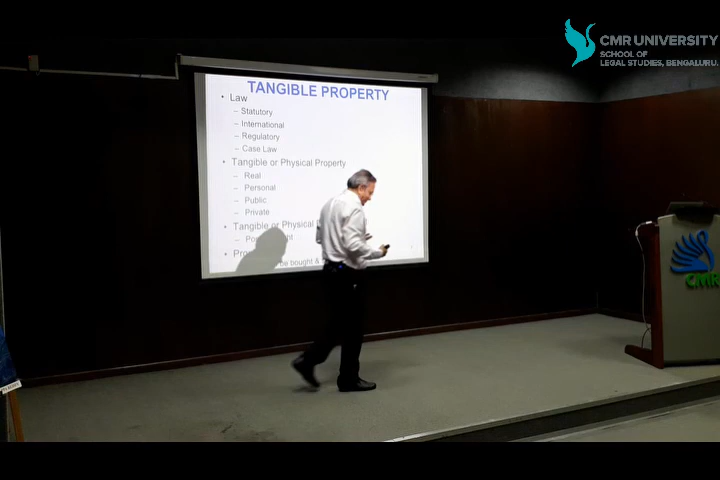 CMR UNIVERSITY
SCHOOL OF
LEGAL STUDIES, BENGALURU.
TANGIBLE PROPERTY
• Law
– Statutory
– International
– Regulatory
– Case Law
• Tangible or Physical Property
– Real
– Personal
– Public
– Private
• Tangible or Physical
be bought &
CMR